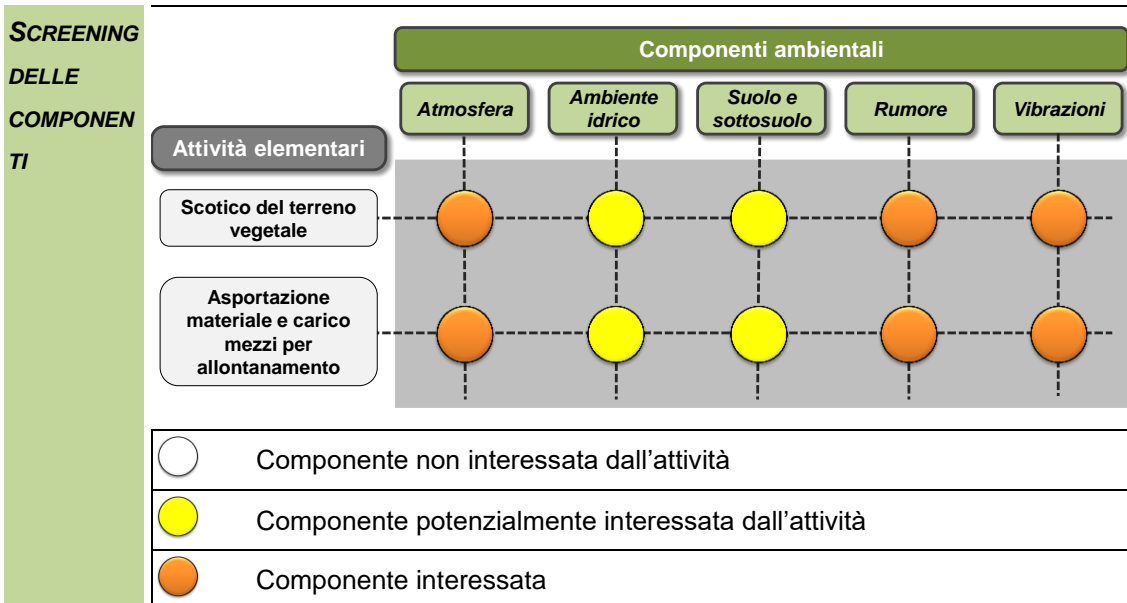 SCREENING
DELLE
COMPONEN
TI
Componenti ambientali
Atmosfera
Ambiente
idrico
Suolo e
sottosuolo
Rumore
Vibrazioni
Attività elementari
Scotico del terreno
vegetale
Asportazione
materiale e carico
mezzi per
allontanamento
Componente non interessata dall'attività
Componente potenzialmente interessata dall'attività
Componente interessata